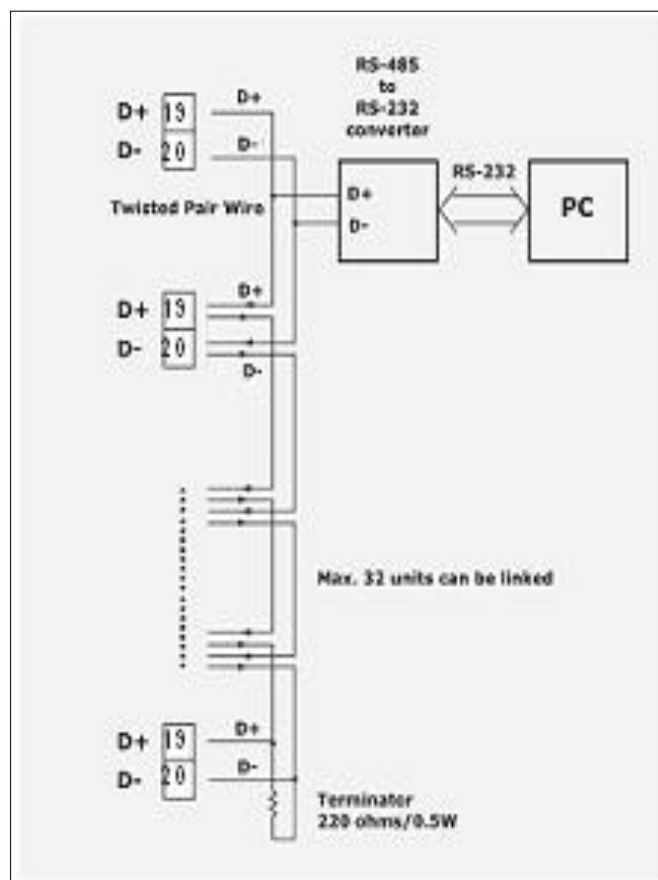 RS-485
to
RS-232
converter
D+ 19 D+
D- 20 D-
RS-232
D+
D-
PC
Twisted Pair Wire
D+ 19 D+
D- 20 D-
Max. 32 units can be linked
D+ 19 D+
D- 20 D-
Terminator
220 ohms/0.5W